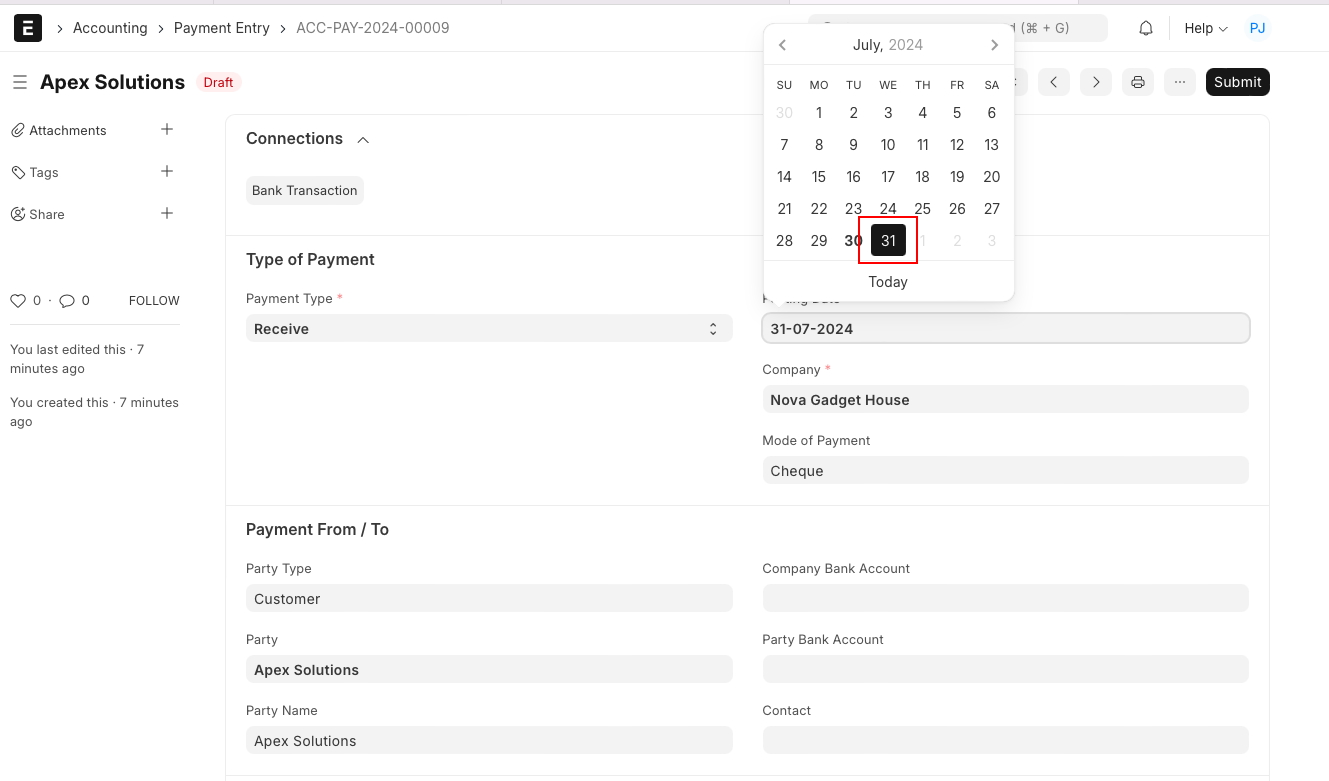 Accounting > Payment Entry > ACC-PAY-2024-00009
(⌘ + G)
Help
PJ
Apex Solutions
Draft
Submit
Attachments
Tags
Share
0 · 0
FOLLOW
You last edited this · 7
minutes ago
You created this · 7 minutes
ago
Connections
Bank Transaction
July, 2024
SU MO TU WE TH FR SA
30 1 2 3 4 5 6
7 8 9 10 11 12 13
14 15 16 17 18 19 20
21 22 23 24 25 26 27
28 29 30 31 1 2 3
Today
Type of Payment
Payment Type *
Receive
Posting Date
31-07-2024
Company *
Nova Gadget House
Mode of Payment
Cheque
Payment From / To
Party Type
Customer
Company Bank Account
Party
Apex Solutions
Party Bank Account
Party Name
Apex Solutions
Contact